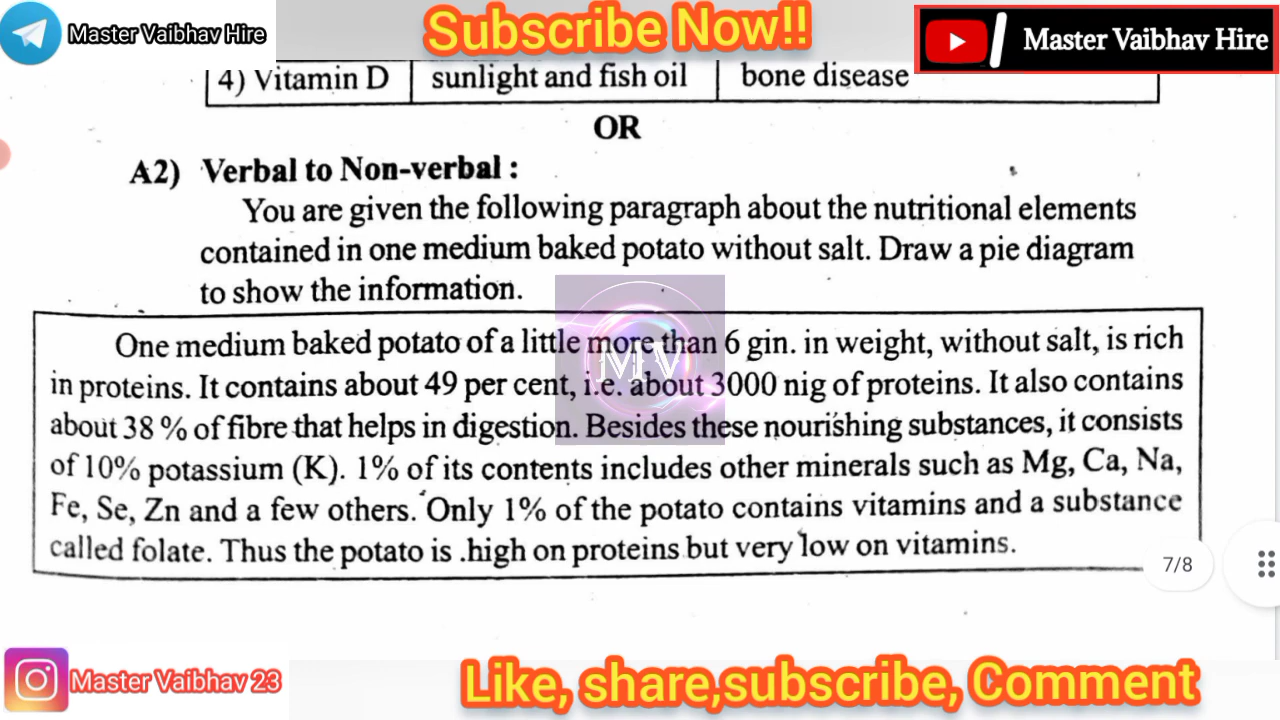 Master Vaibhav Hire
Subscribe Now!!
Master Vaibhav Hire
4) Vitamin D sunlight and fish oil bone disease
OR
A2) Verbal to Non-verbal :
You are given the following paragraph about the nutritional elements
contained in one medium baked potato without salt. Draw a pie diagram
to show the information.
One medium baked potato of a little more than 6 gin. in weight, without salt, is rich
in proteins. It contains about 49 per cent, i.e. about 3000 nig of proteins. It also contains
about 38 % of fibre that helps in digestion. Besides these nourishing substances, it consists
of 10% potassium (K). 1% of its contents includes other minerals such as Mg, Ca, Na,
Fe, Se, Zn and a few others. Only 1% of the potato contains vitamins and a substance
called folate. Thus the potato is .high on proteins but very low on vitamins.
MV
7/8
Master Vaibhav 23
Like, share,subscribe, Comment